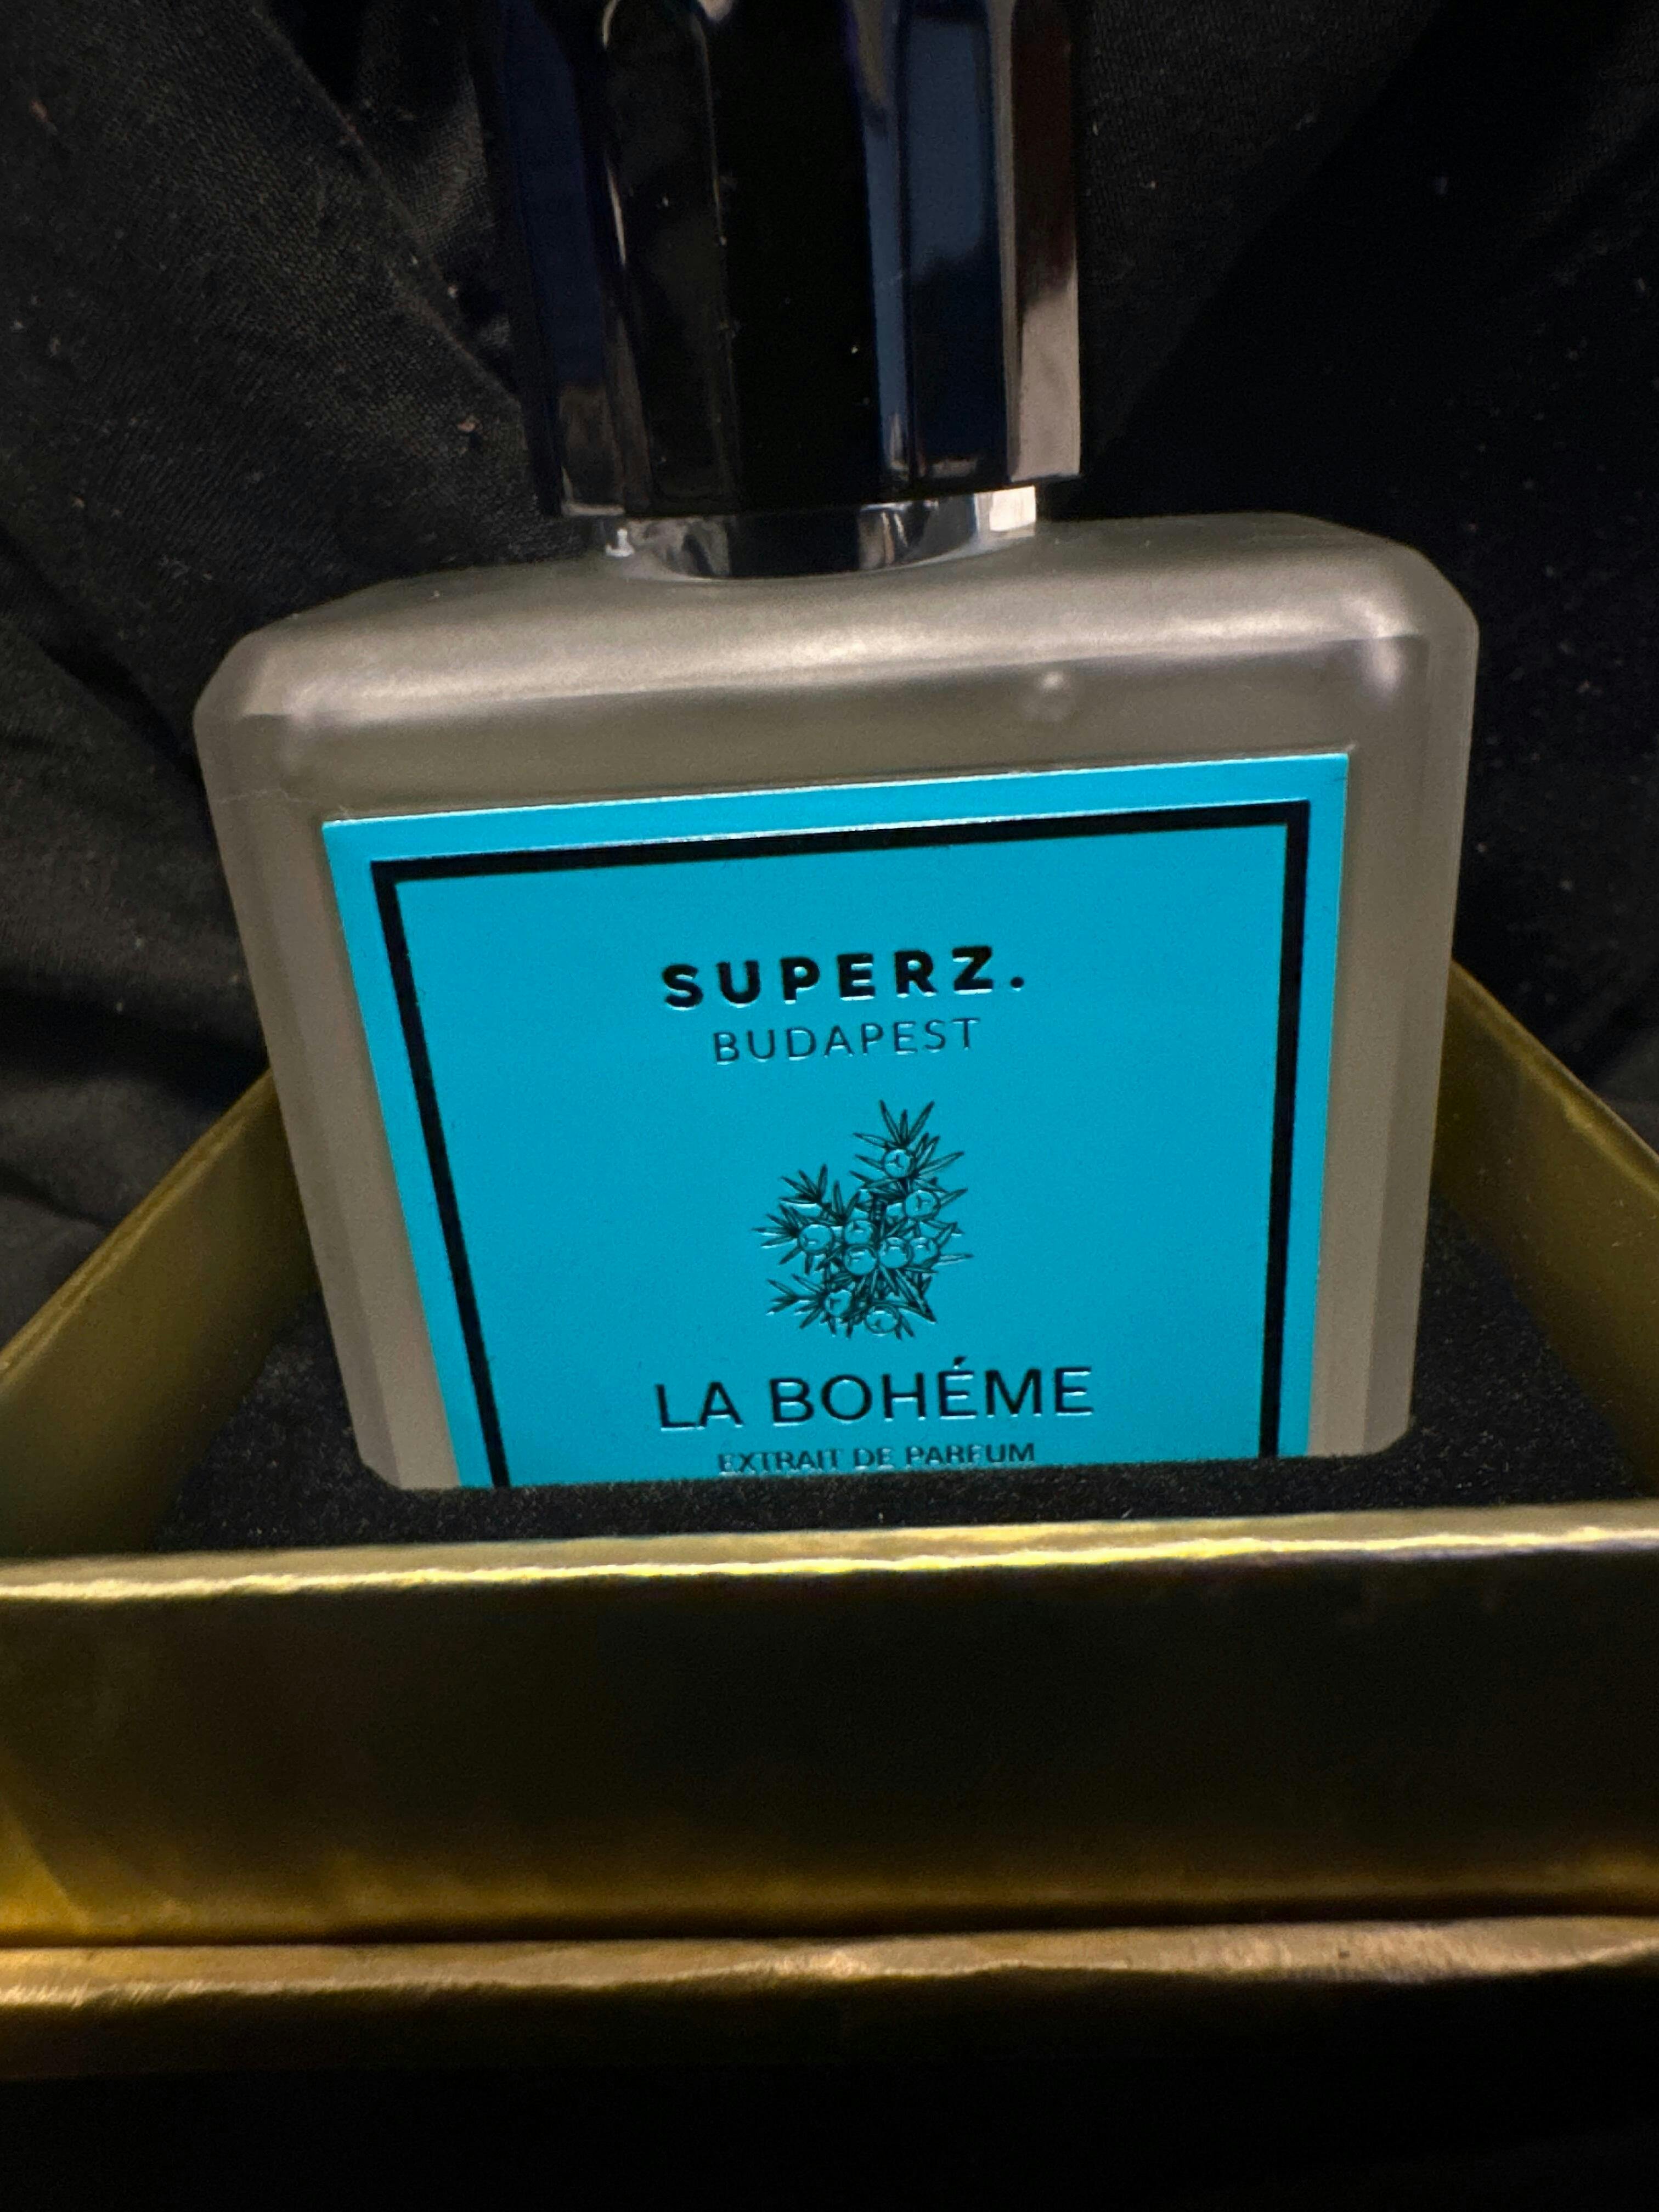 SUPERZ.
BUDAPEST
LA BOHÉME
EXTRAIT DE PARFUM